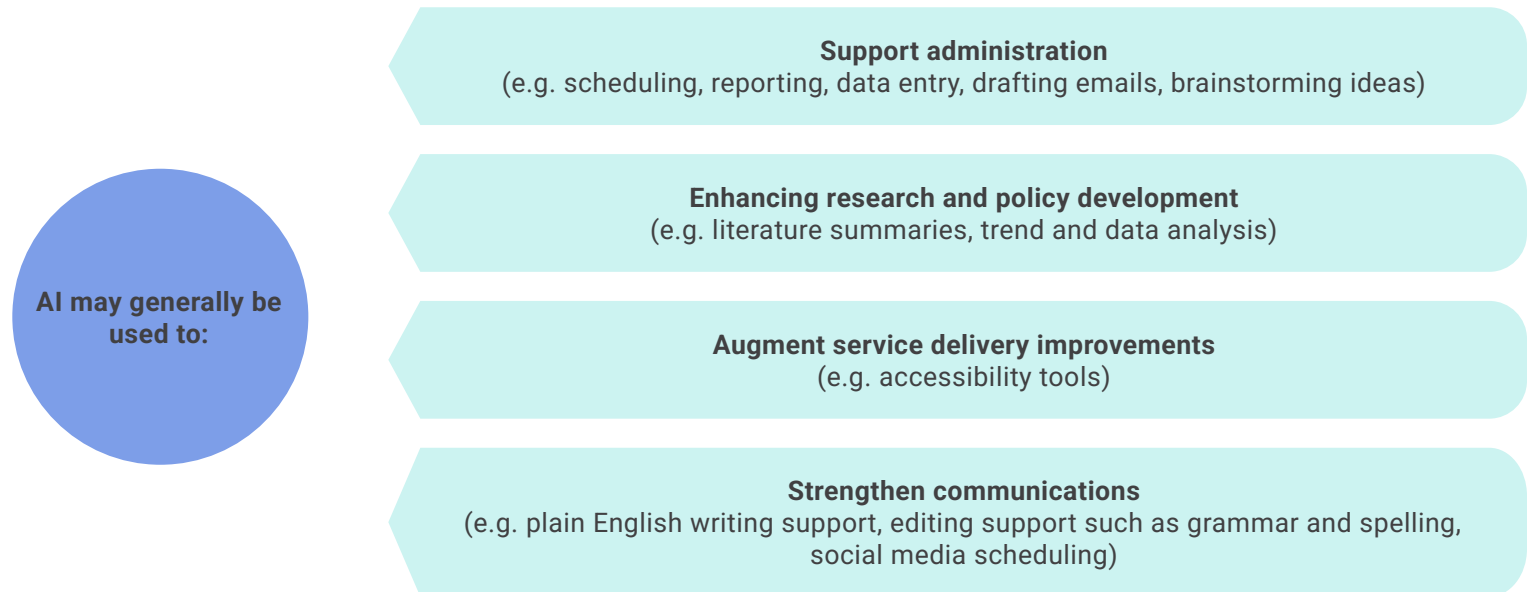 AI may generally be
used to:
Support administration
(e.g. scheduling, reporting, data entry, drafting emails, brainstorming ideas)
Enhancing research and policy development
(e.g. literature summaries, trend and data analysis)
Augment service delivery improvements
(e.g. accessibility tools)
Strengthen communications
(e.g. plain English writing support, editing support such as grammar and spelling,
social media scheduling)